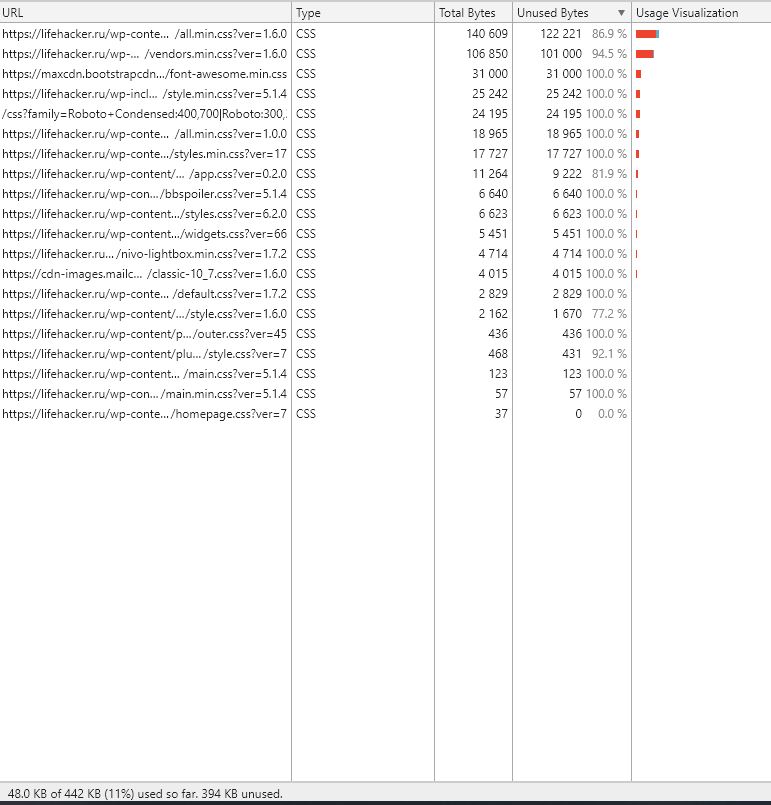 URL Type Total Bytes Unused Bytes ▼ Usage Visualization
https://lifehacker.ru/wp-conte... /all.min.css?ver=1.6.0 CSS 140 609 122 221 86.9 %
https://lifehacker.ru/wp-... /vendors.min.css?ver=1.6.0 CSS 106 850 101 000 94.5 %
https://maxcdn.bootstrapcdn.../font-awesome.min.css CSS 31 000 31 000 100.0 %
https://lifehacker.ru/wp-incl... /style.min.css?ver=5.1.4 CSS 25 242 25 242 100.0 %
/css?family=Roboto+Condensed:400,700|Roboto:300,. CSS 24 195 24 195 100.0 %
https://lifehacker.ru/wp-conte... /all.min.css?ver=1.0.0 CSS 18 965 18 965 100.0 %
https://lifehacker.ru/wp-conte.../styles.min.css?ver=17 CSS 17 727 17 727 100.0 %
https://lifehacker.ru/wp-content/... /app.css?ver=0.2.0 CSS 11 264 9 222 81.9 %
https://lifehacker.ru/wp-con.../bbspoiler.css?ver=5.1.4 CSS 6 640 6 640 100.0 %
https://lifehacker.ru/wp-content.../styles.css?ver=6.2.0 CSS 6 623 6 623 100.0 %
https://lifehacker.ru/wp-content.../widgets.css?ver=66 CSS 5 451 5 451 100.0 %
https://lifehacker.ru... /nivo-lightbox.min.css?ver=1.7.2 CSS 4 714 4 714 100.0 %
https://cdn-images.mailc... /classic-10_7.css?ver=1.6.0 CSS 4 015 4 015 100.0 %
https://lifehacker.ru/wp-conte... /default.css?ver=1.7.2 CSS 2 829 2 829 100.0 %
https://lifehacker.ru/wp-content/.../style.css?ver=1.6.0 CSS 2 162 1 670 77.2 %
https://lifehacker.ru/wp-content/p.../outer.css?ver=45 CSS 436 436 100.0 %
https://lifehacker.ru/wp-content/plu... /style.css?ver=7 CSS 468 431 92.1 %
https://lifehacker.ru/wp-content... /main.css?ver=5.1.4 CSS 123 123 100.0 %
https://lifehacker.ru/wp-con... /main.min.css?ver=5.1.4 CSS 57 57 100.0 %
https://lifehacker.ru/wp-conte... /homepage.css?ver=7 CSS 37 0 0.0 %
48.0 KB of 442 KB (11%) used so far. 394 KB unused.